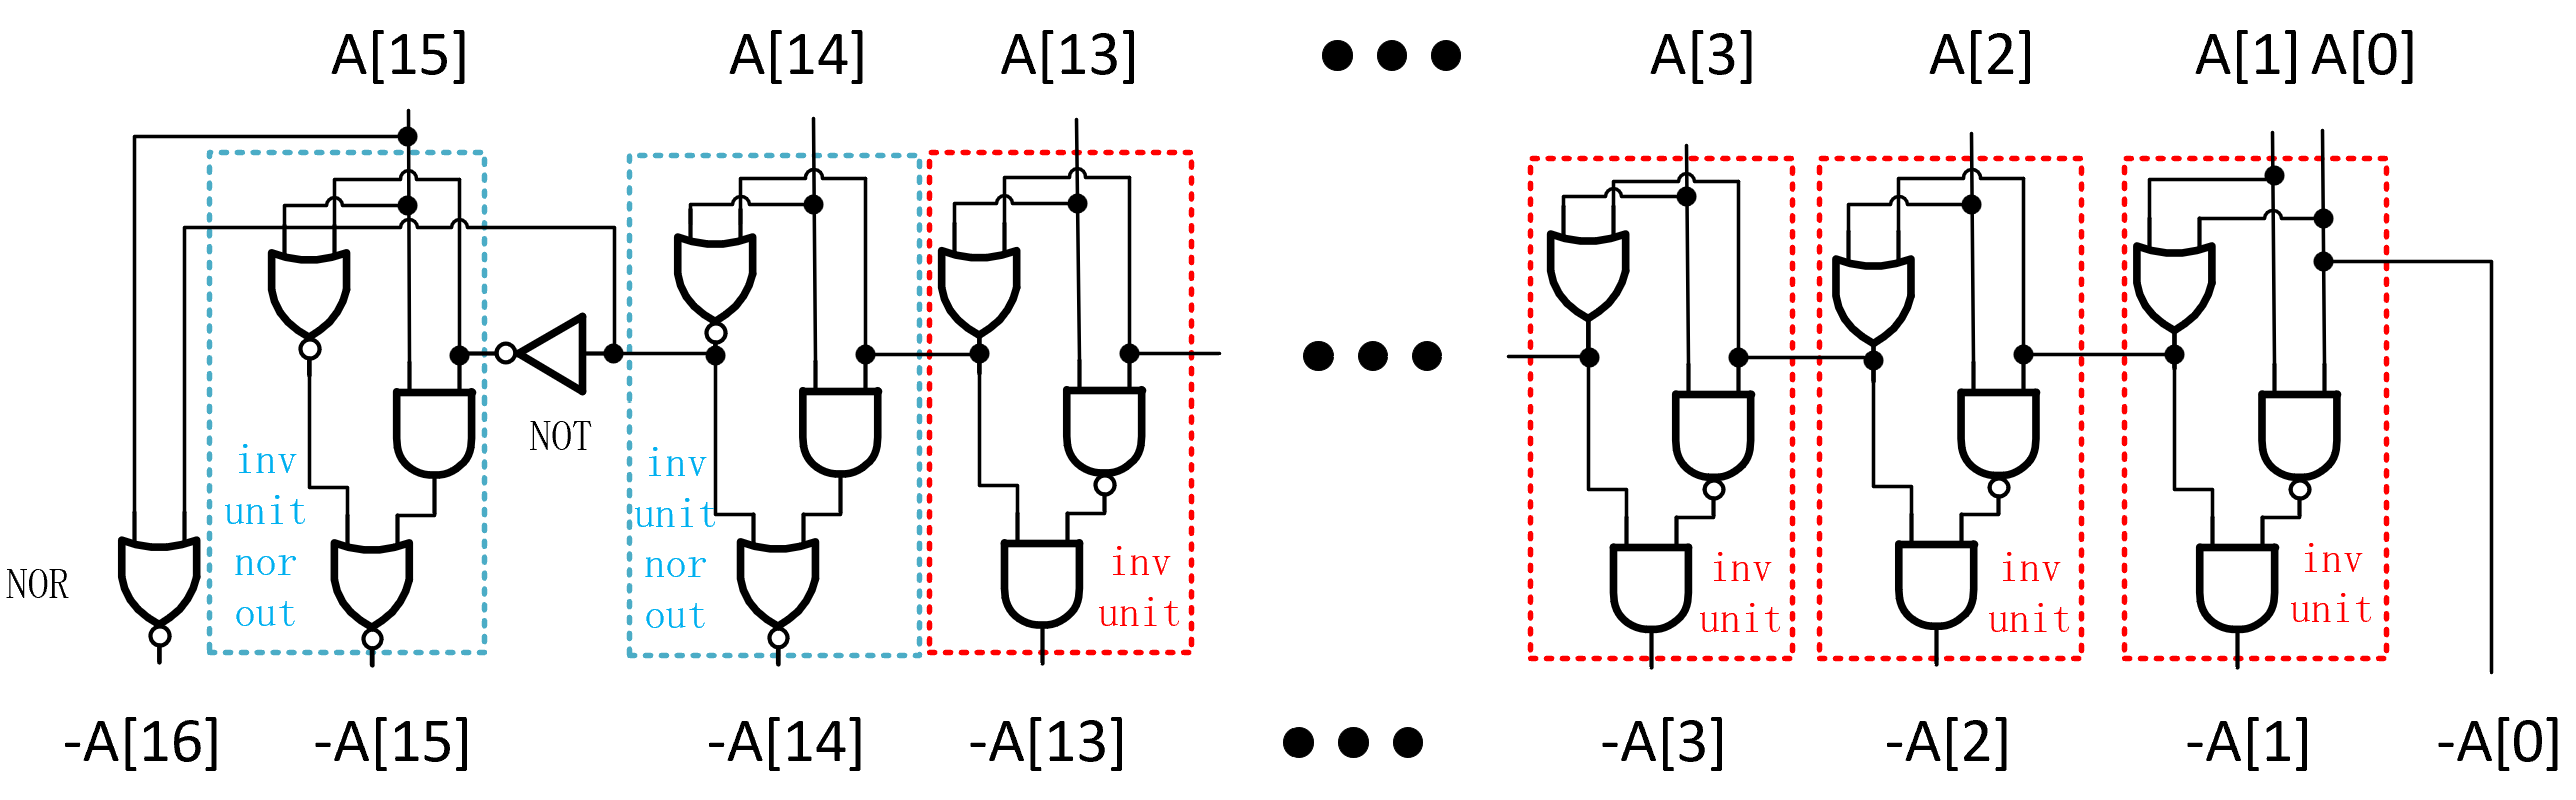 A[15] A[14] A[13] A[3] A[2] A[1] A[0]
NOT
inv
unit
nor
out
inv
unit
nor
out
inv
unit
inv
unit
inv
unit
inv
unit
NOR
-A[16] -A[15] -A[14] -A[13] -A[3] -A[2] -A[1] -A[0]